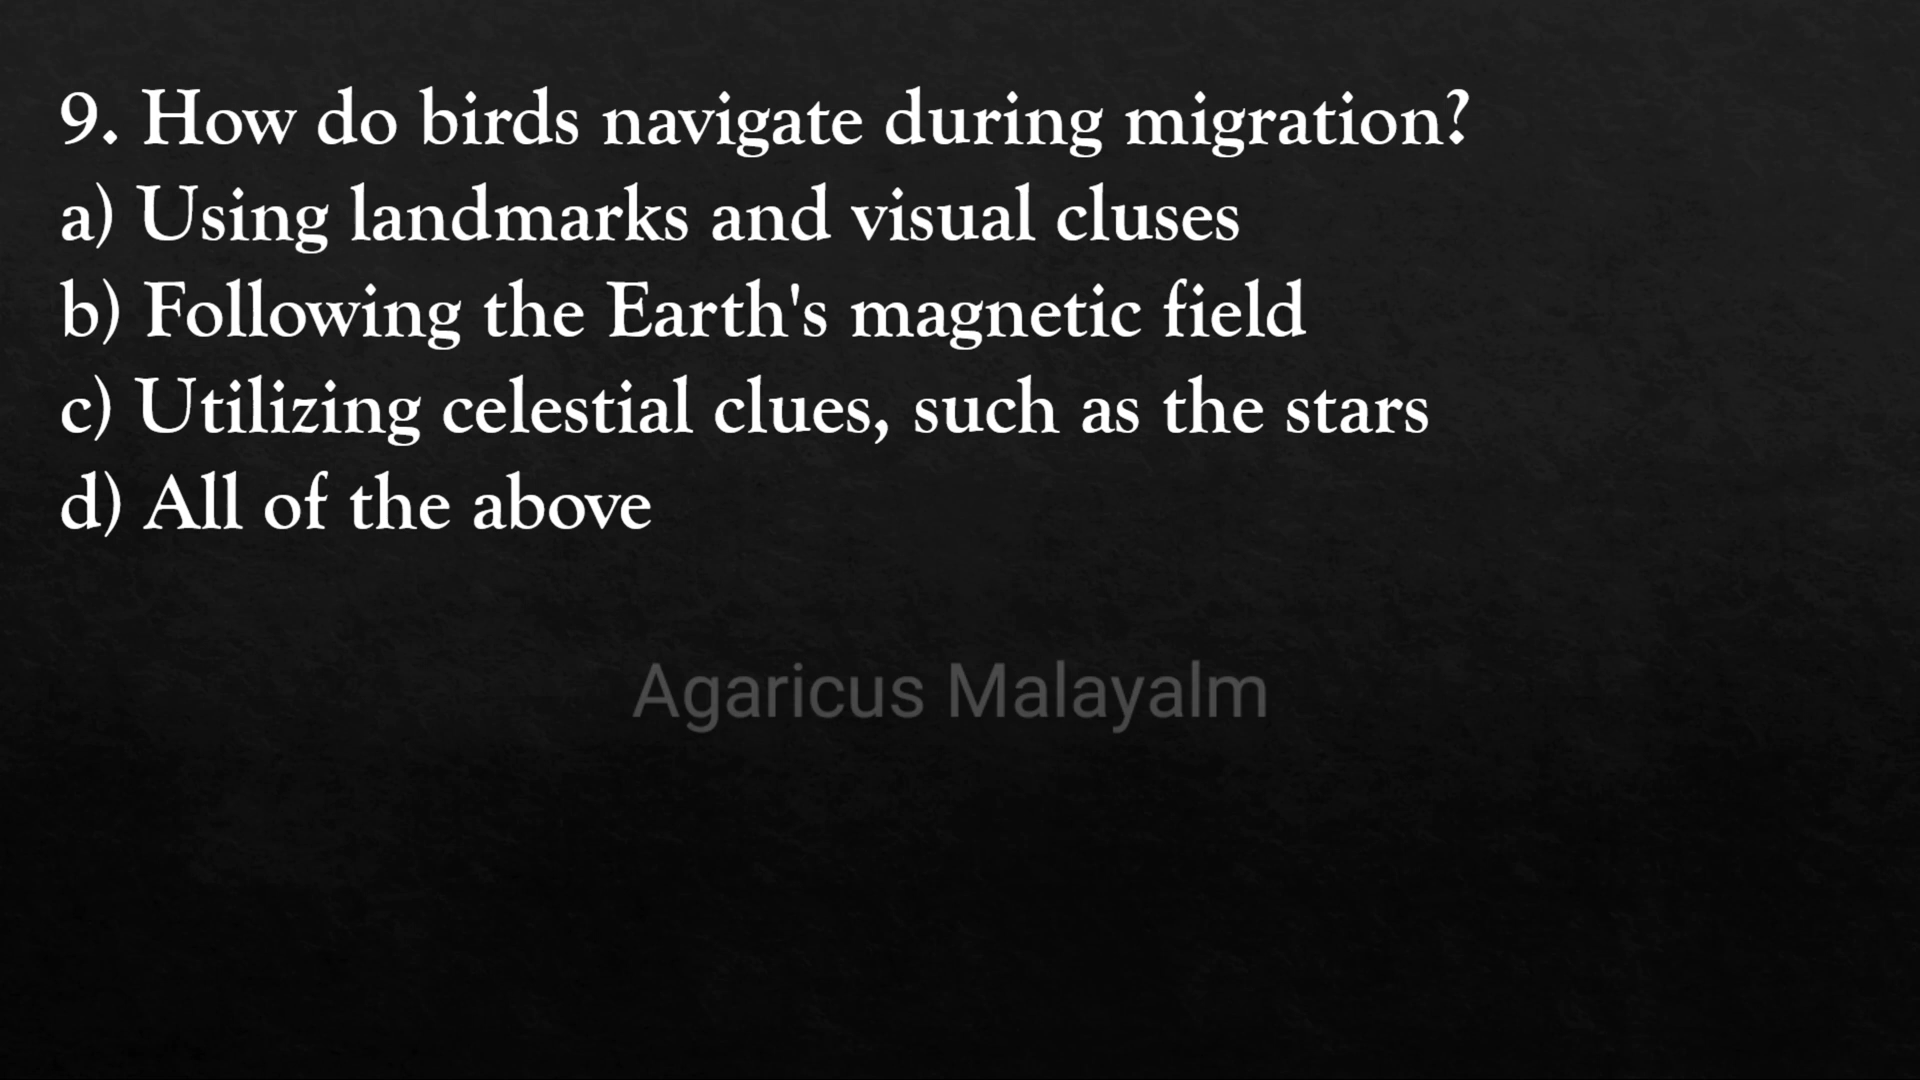 9. How do birds navigate during migration?
a) Using landmarks and visual cluses
b) Following the Earth's magnetic field
c) Utilizing celestial clues, such as the stars
d) All of the above
Agaricus Malayalm